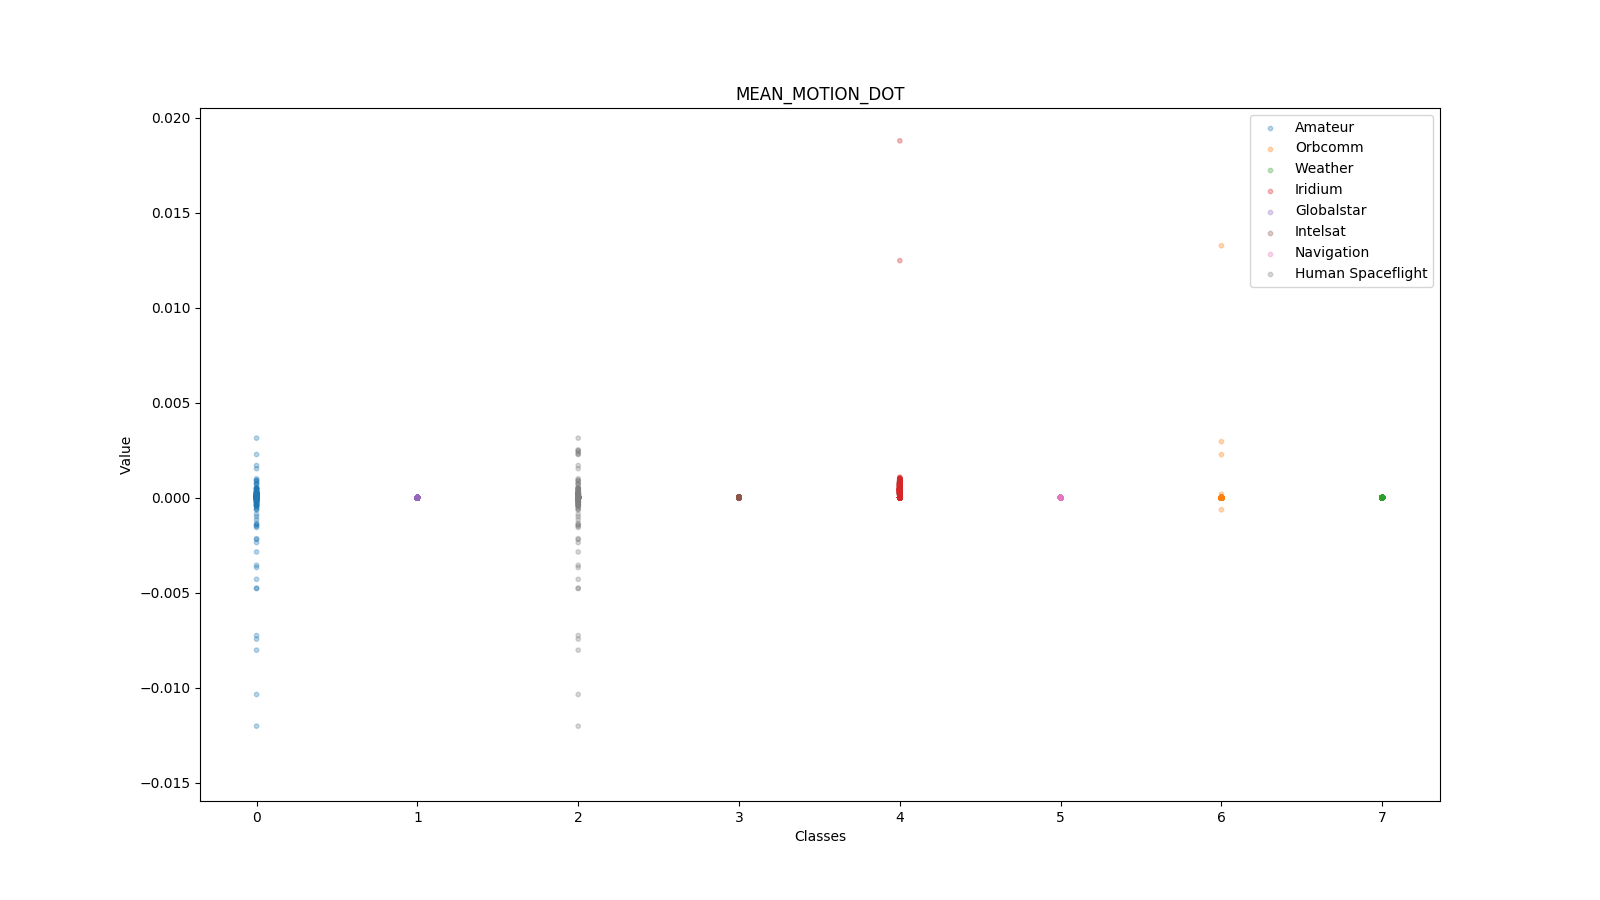 MEAN_MOTION_DOT
0.020
0.015
0.010
0.005
0.000
−0.005
−0.010
−0.015
Value
0 1 2 3 4 5 6 7
Classes
Amateur
Orbcomm
Weather
Iridium
Globalstar
Intelsat
Navigation
Human Spaceflight